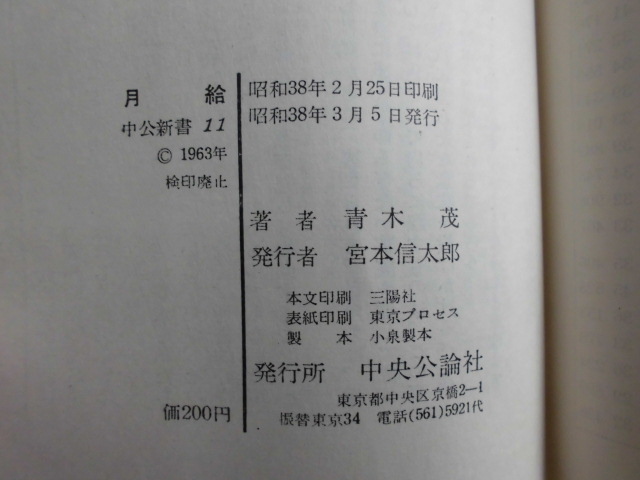 月　給
中公新書 11
© 1963年
検印廃止
価200円
昭和38年2月25日印刷
昭和38年3月5日発行
著　者　青木　茂
発行者　宮本信太郎
本文印刷　三陽社
表紙印刷　東京プロセス
製　本　小泉製本
発行所　中央公論社
東京都中央区京橋2—1
振替東京34　電話(561)5921代